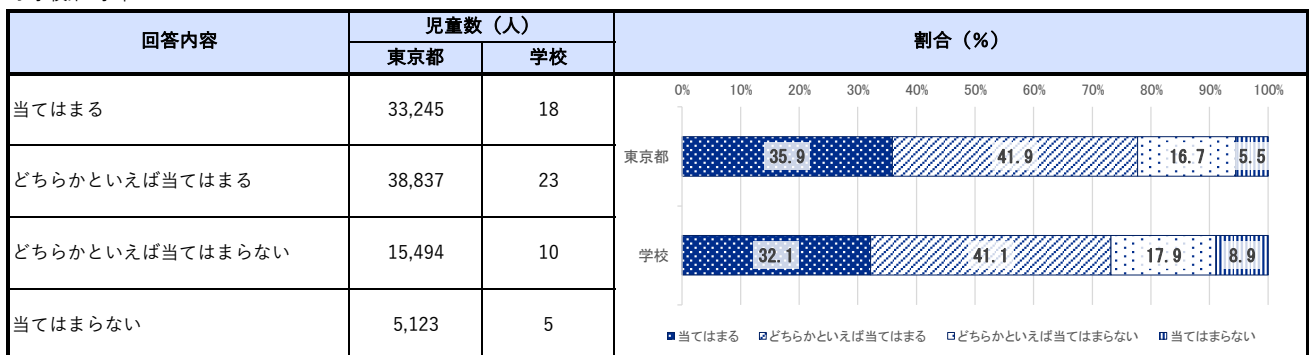 回答内容 児童数（人） 割合（%）
東京都 学校
当てはまる 33,245 18
どちらかといえば当てはまる 38,837 23
どちらかといえば当てはまらない 15,494 10
当てはまらない 5,123 5
0% 10% 20% 30% 40% 50% 60% 70% 80% 90% 100%
東京都 35.9 41.9 16.7 5.5
学校 32.1 41.1 17.9 8.9
当てはまる どちらかといえば当てはまる どちらかといえば当てはまらない 当てはまらない